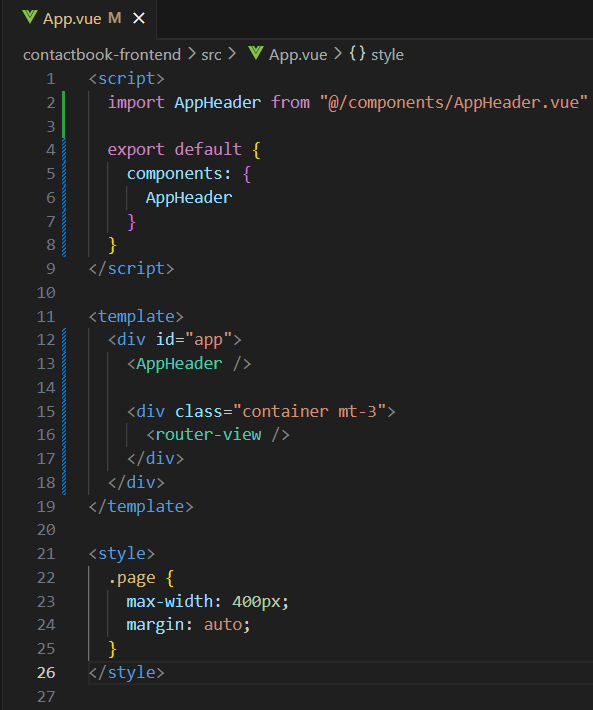 App.vue M ×
contactbook-frontend > src > App.vue > {} style
1 <script>
2 import AppHeader from "@/components/AppHeader.vue"
3
4 export default {
5 components: {
6 AppHeader
7 }
8 }
9 </script>
10
11 <template>
12 <div id="app">
13 <AppHeader />
14
15 <div class="container mt-3">
16 <router-view />
17 </div>
18 </div>
19 </template>
20
21 <style>
22 .page {
23 max-width: 400px;
24 margin: auto;
25 }
26 </style>
27